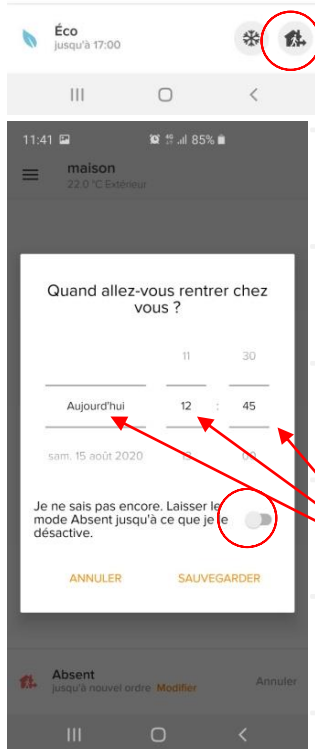 Éco
jusqu'à 17:00
11:41
85%
maison
22.0 °C Extérieur
Quand allez-vous rentrer chez
vous ?
11 30
Aujourd'hui 12 : 45
sam. 15 août 2020 13 00
Je ne sais pas encore. Laisser le
mode Absent jusqu'à ce que je le
désactive.
ANNULER SAUVEGARDER
Absent Annuler
jusqu'à nouvel ordre Modifier